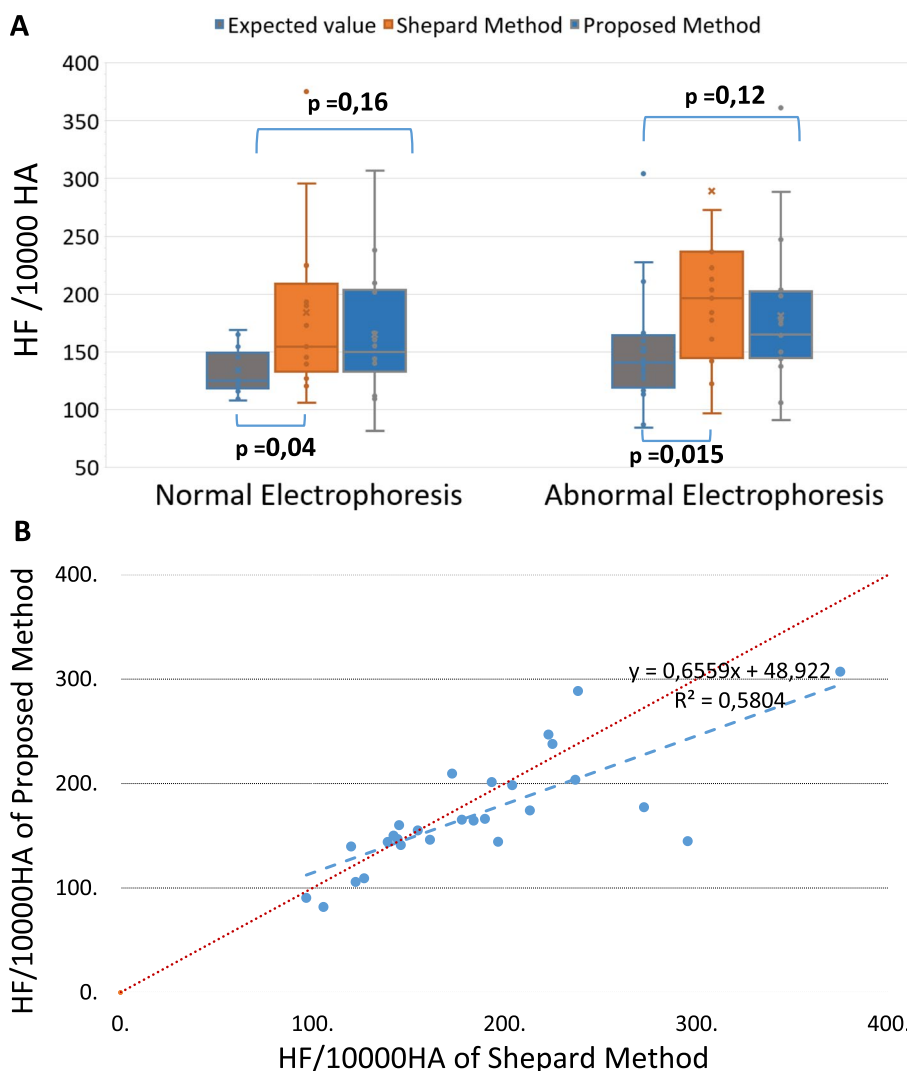 A
Expected value Shepard Method Proposed Method
HF /10000 HA
400
350
300
250
200
150
100
50
p =0,16
p =0,12
p =0,04
p =0,015
Normal Electrophoresis
Abnormal Electrophoresis
B
HF/10000HA of Proposed Method
400.
300.
200.
100.
0.
y = 0,6559x + 48,922
R² = 0,5804
0. 100. 200. 300. 400.
HF/10000HA of Shepard Method